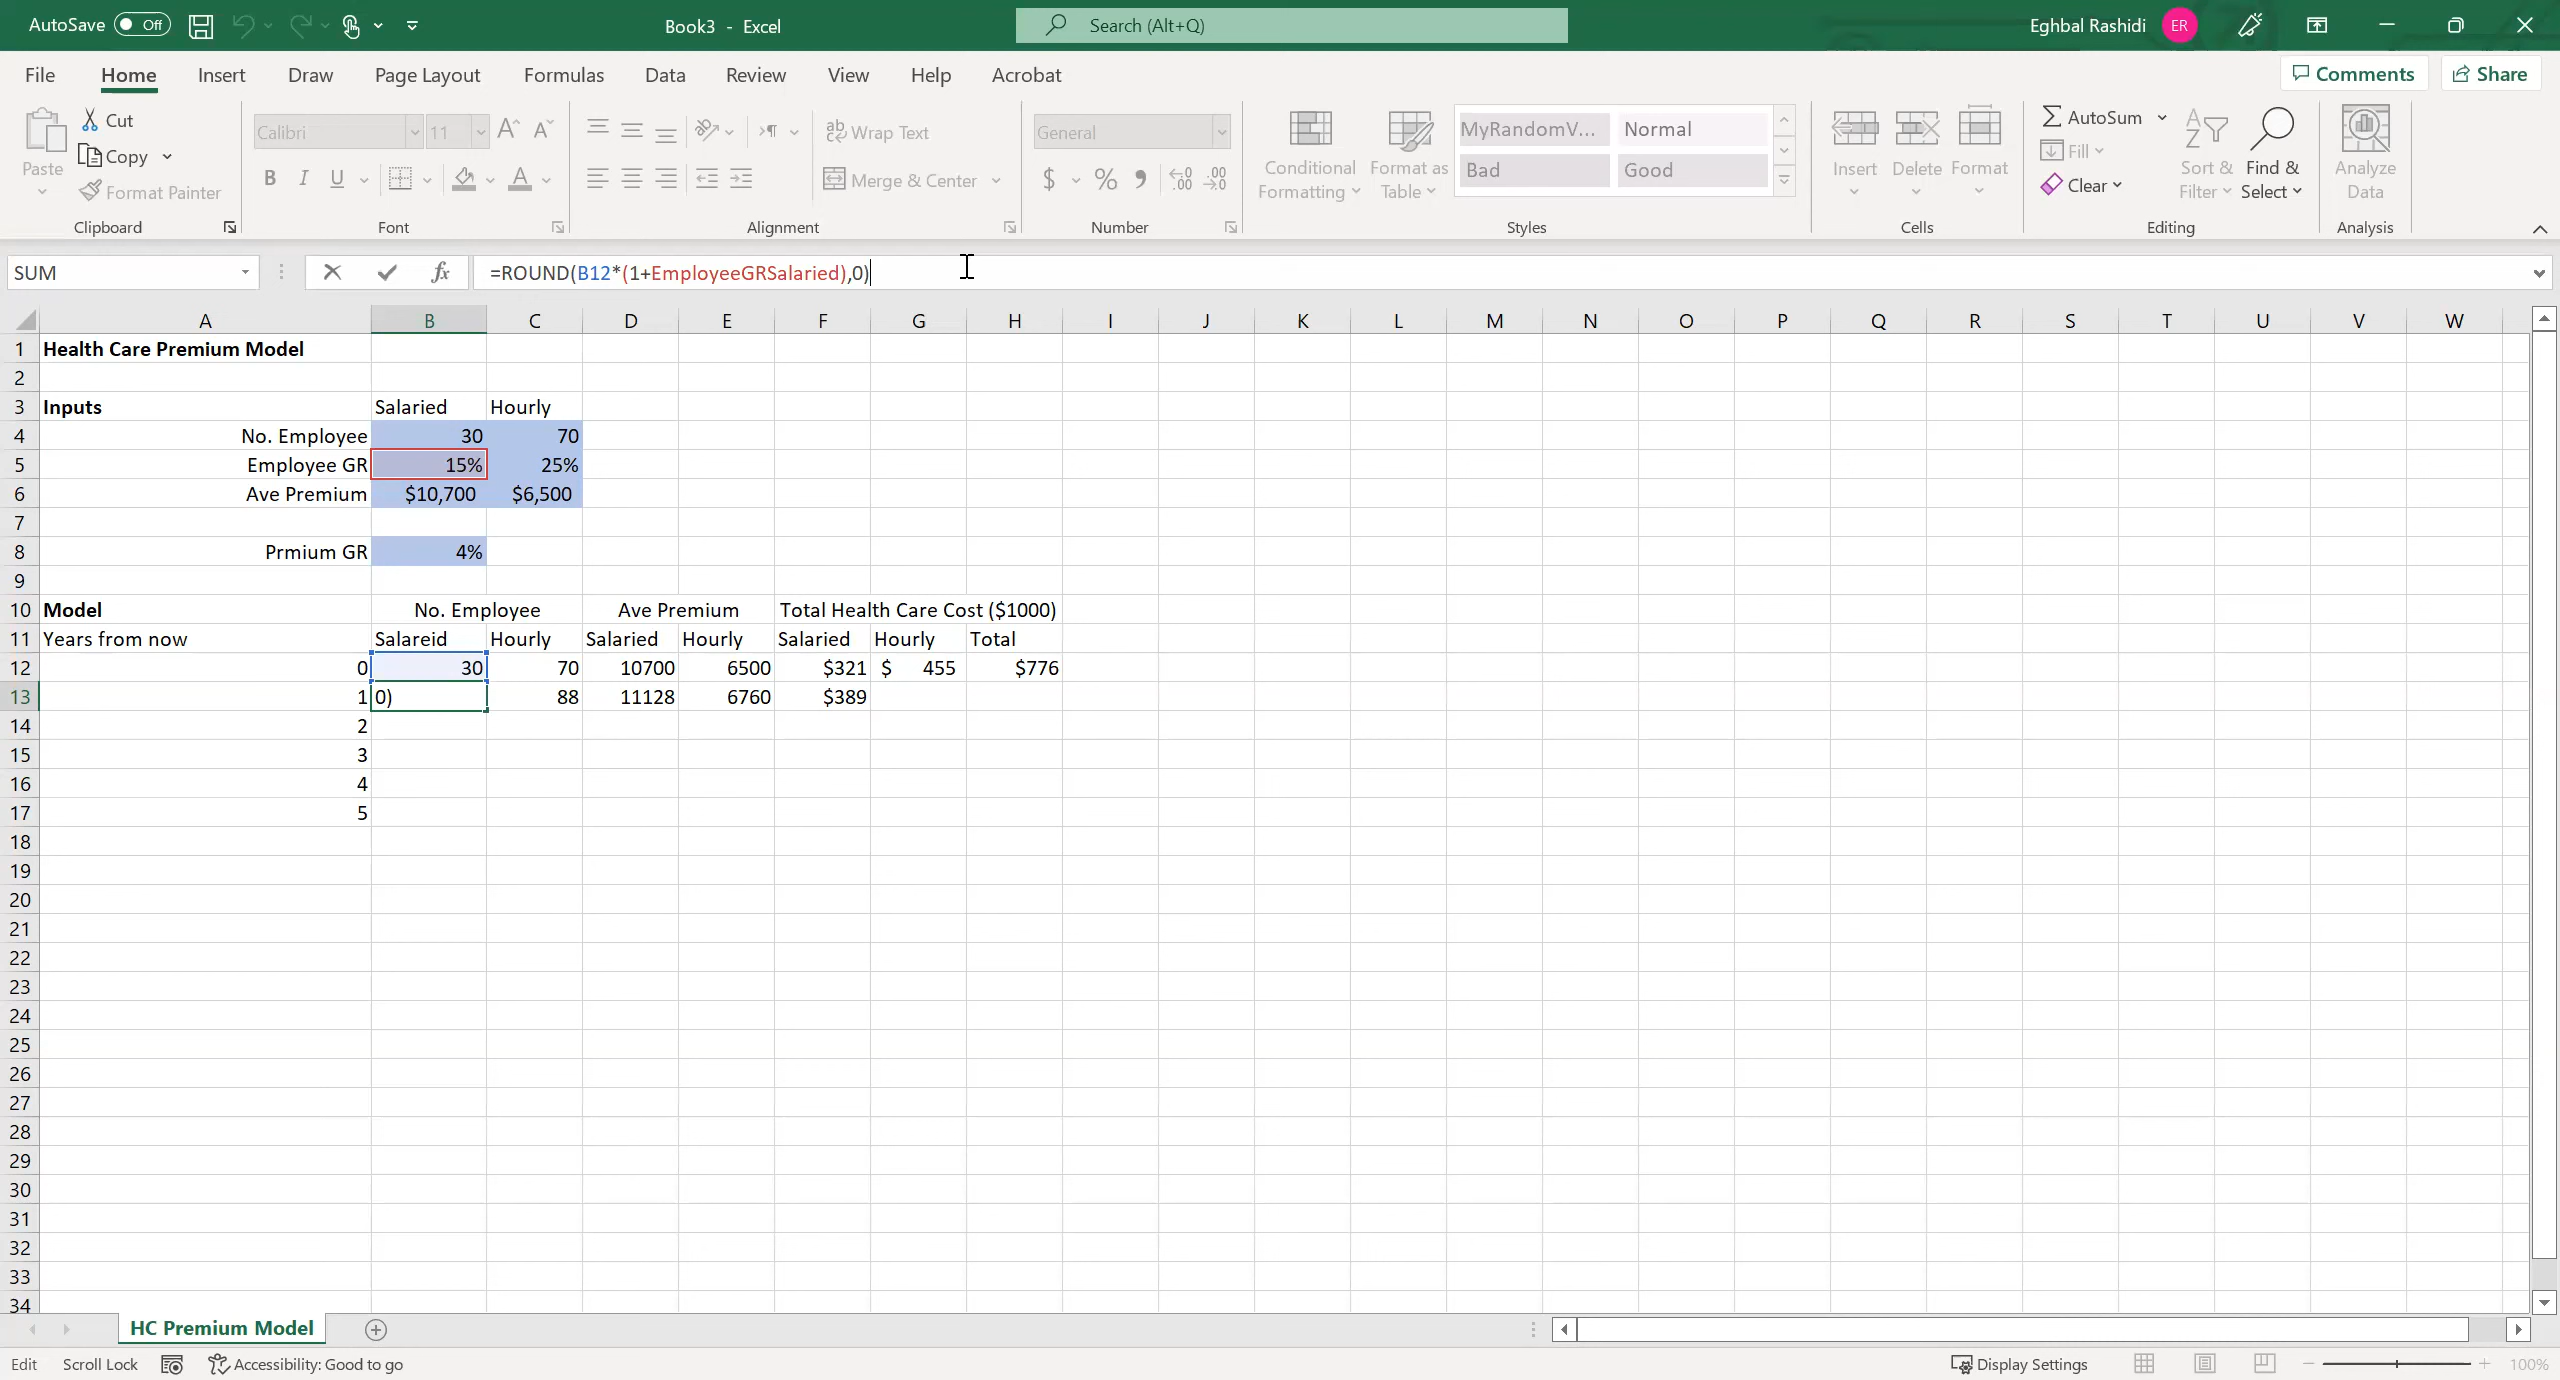 AutoSave Off Book3 - Excel Search (Alt+Q) Eghbal Rashidi ER
File Home Insert Draw Page Layout Formulas Data Review View Help Acrobat Comments Share
Paste Cut Copy Format Painter Clipboard
Calibri 11 A A B I U A Font
ab Wrap Text Merge & Center Alignment
General $ % Number
Conditional Formatting Format as Table MyRandomV... Normal Bad Good Styles
Insert Delete Format Cells
AutoSum Fill Clear Sort & Filter Find & Select Editing
Analyze Data Analysis
SUM fx =ROUND(B12*(1+EmployeeGRSalaried),0)
A B C D E F G H I J K L M N O P Q R S T U V W
1 Health Care Premium Model
2
3 Inputs Salaried Hourly
4 No. Employee 30 70
5 Employee GR 15% 25%
6 Ave Premium $10,700 $6,500
7
8 Prmium GR 4%
9
10 Model No. Employee Ave Premium Total Health Care Cost ($1000)
11 Years from now Salareid Hourly Salaried Hourly Salaried Hourly Total
12 0 30 70 10700 6500 $321 $ 455 $776
13 1 0) 88 11128 6760 $389
14 2
15 3
16 4
17 5
18
19
20
21
22
23
24
25
26
27
28
29
30
31
32
33
34
HC Premium Model
Edit Scroll Lock Accessibility: Good to go Display Settings 100%